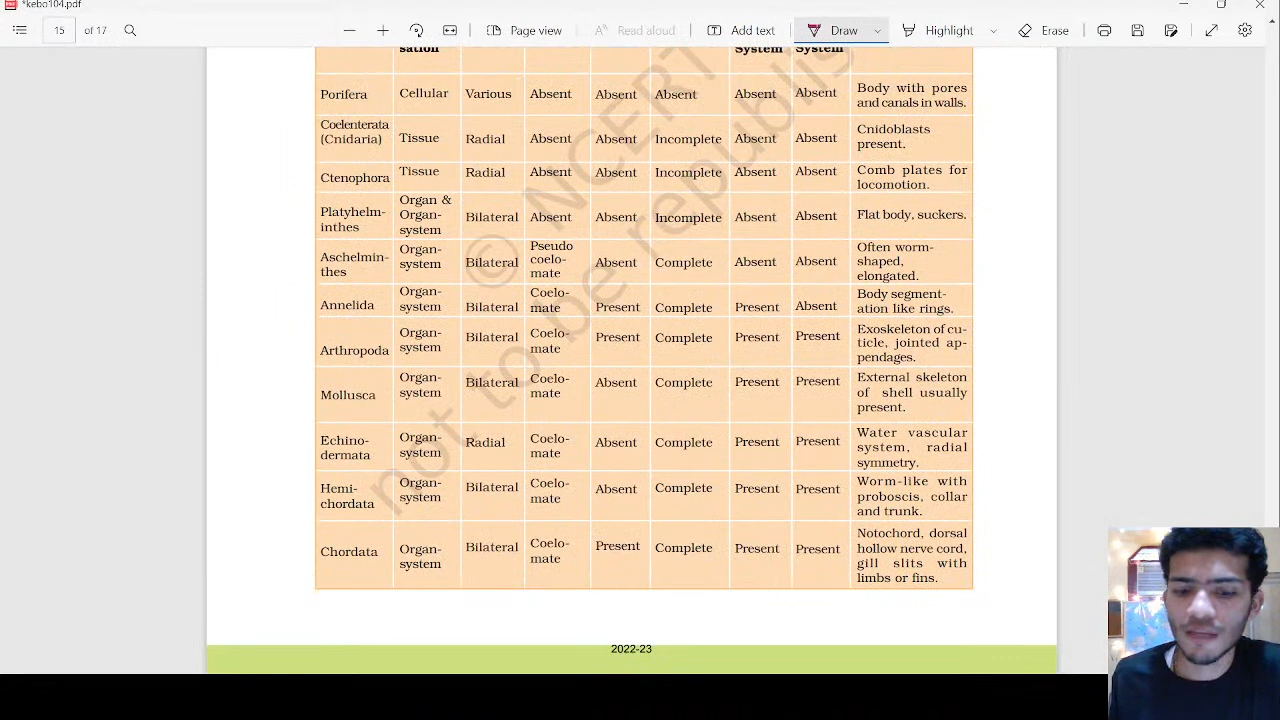 *kebo104.pdf
15 of 17 Page view Read aloud Add text Draw Highlight Erase
sation System System
Porifera Cellular Various Absent Absent Absent Absent Absent Body with pores
and canals in walls.
Coelenterata
(Cnidaria) Tissue Radial Absent Absent Incomplete Absent Absent Cnidoblasts
present.
Ctenophora Tissue Radial Absent Absent Incomplete Absent Absent Comb plates for
locomotion.
Platyhelm-
inthes Organ &
Organ-
system Bilateral Absent Absent Incomplete Absent Absent Flat body, suckers.
Aschelmin-
thes Organ-
system Bilateral Pseudo
coelo-
mate Absent Complete Absent Absent Often worm-
shaped,
elongated.
Annelida Organ-
system Bilateral Coelo-
mate Present Complete Present Absent Body segment-
ation like rings.
Arthropoda Organ-
system Bilateral Coelo-
mate Present Complete Present Present Exoskeleton of cu-
ticle, jointed ap-
pendages.
Mollusca Organ-
system Bilateral Coelo-
mate Absent Complete Present Present External skeleton
of shell usually
present.
Echino-
dermata Organ-
system Radial Coelo-
mate Absent Complete Present Present Water vascular
system, radial
symmetry.
Hemi-
chordata Organ-
system Bilateral Coelo-
mate Absent Complete Present Present Worm-like with
proboscis, collar
and trunk.
Chordata Organ-
system Bilateral Coelo-
mate Present Complete Present Present Notochord, dorsal
hollow nerve cord,
gill slits with
limbs or fins.
© NCERT
not to be republis
2022-23